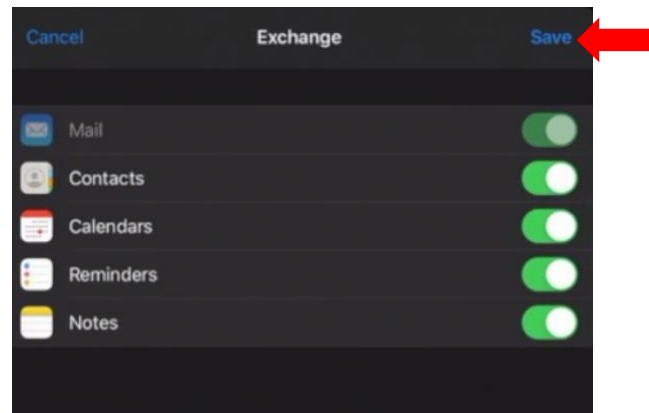 Cancel Exchange Save
Mail
Contacts
Calendars
Reminders
Notes